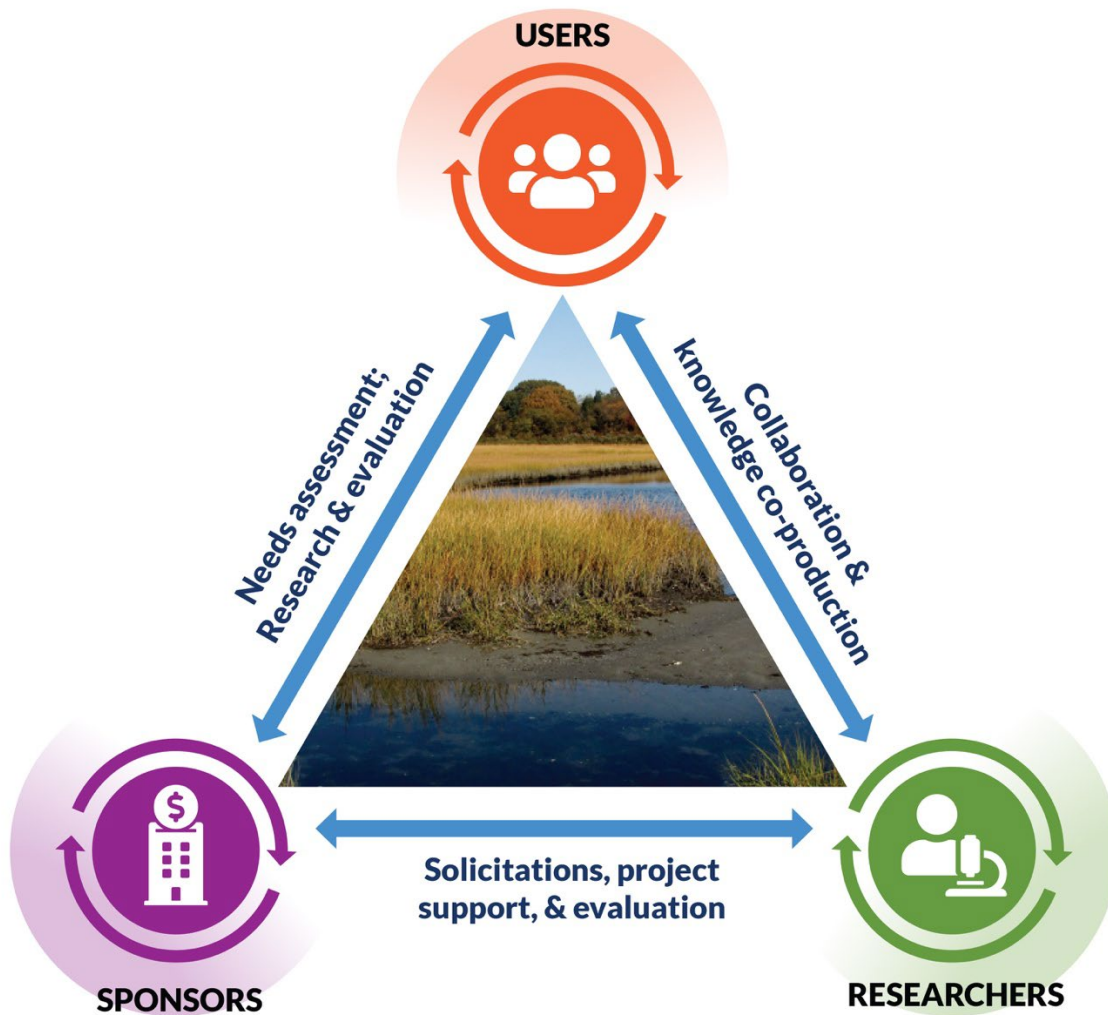 USERS
Needs assessment;
Research & evaluation
Collaboration &
knowledge co-production
$
Solicitations, project
support, & evaluation
SPONSORS
RESEARCHERS